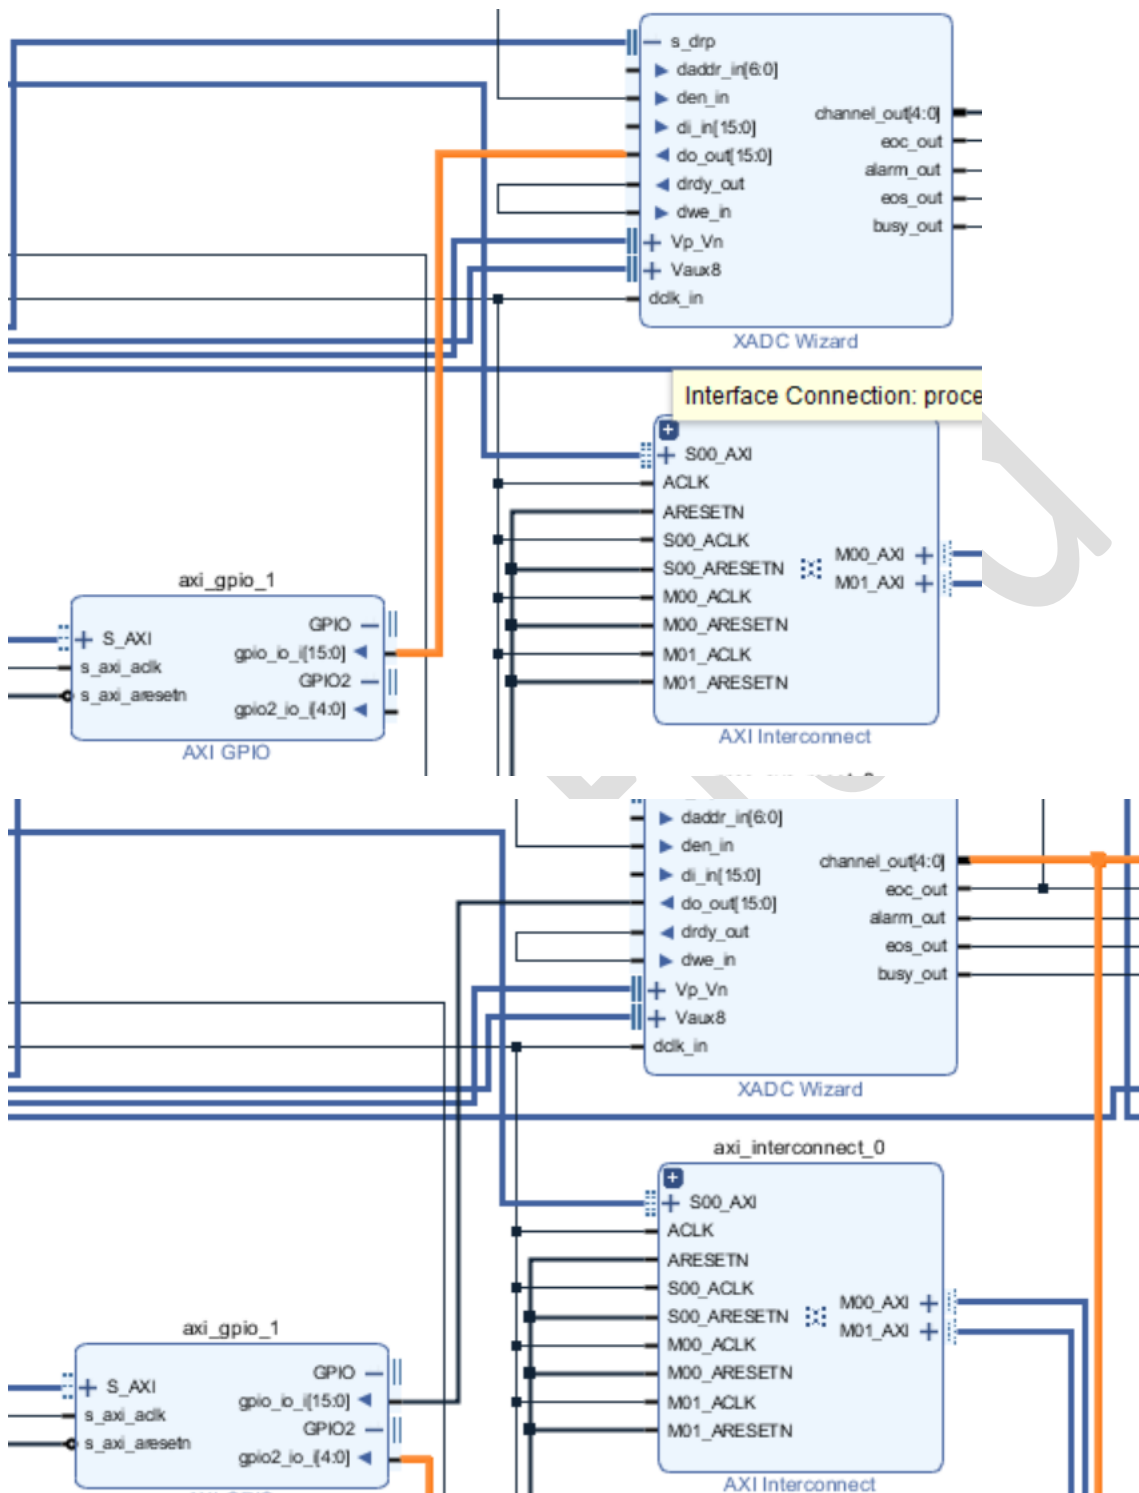 s_drp
daddr_in[6:0]
den_in
di_in[15:0]
do_out[15:0]
drdy_out
dwe_in
Vp_Vn
Vaux8
dclk_in
channel_out[4:0]
eoc_out
alarm_out
eos_out
busy_out
XADC Wizard
Interface Connection: proce
S00_AXI
ACLK
ARESETN
S00_ACLK
S00_ARESETN
M00_ACLK
M00_ARESETN
M01_ACLK
M01_ARESETN
M00_AXI
M01_AXI
AXI Interconnect
axi_gpio_1
S_AXI
s_axi_aclk
s_axi_aresetn
GPIO
gpio_io_i[15:0]
GPIO2
gpio2_io_i[4:0]
AXI GPIO
daddr_in[6:0]
den_in
di_in[15:0]
do_out[15:0]
drdy_out
dwe_in
Vp_Vn
Vaux8
dclk_in
channel_out[4:0]
eoc_out
alarm_out
eos_out
busy_out
XADC Wizard
axi_interconnect_0
S00_AXI
ACLK
ARESETN
S00_ACLK
S00_ARESETN
M00_ACLK
M00_ARESETN
M01_ACLK
M01_ARESETN
M00_AXI
M01_AXI
AXI Interconnect
axi_gpio_1
S_AXI
s_axi_aclk
s_axi_aresetn
GPIO
gpio_io_i[15:0]
GPIO2
gpio2_io_i[4:0]